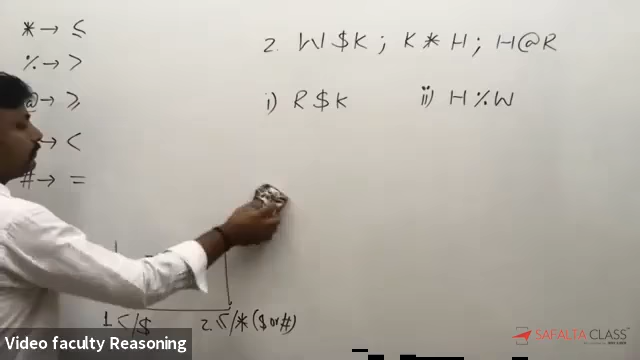 * → ≤
% → >
@ → ≥
→ <
# → =
2. W $ K ; K * H ; H @ R
i) R $ K ii) H % W
1 < / $ 2. ≤ / * ($ or #)
Video faculty Reasoning
SAFALTA CLASS